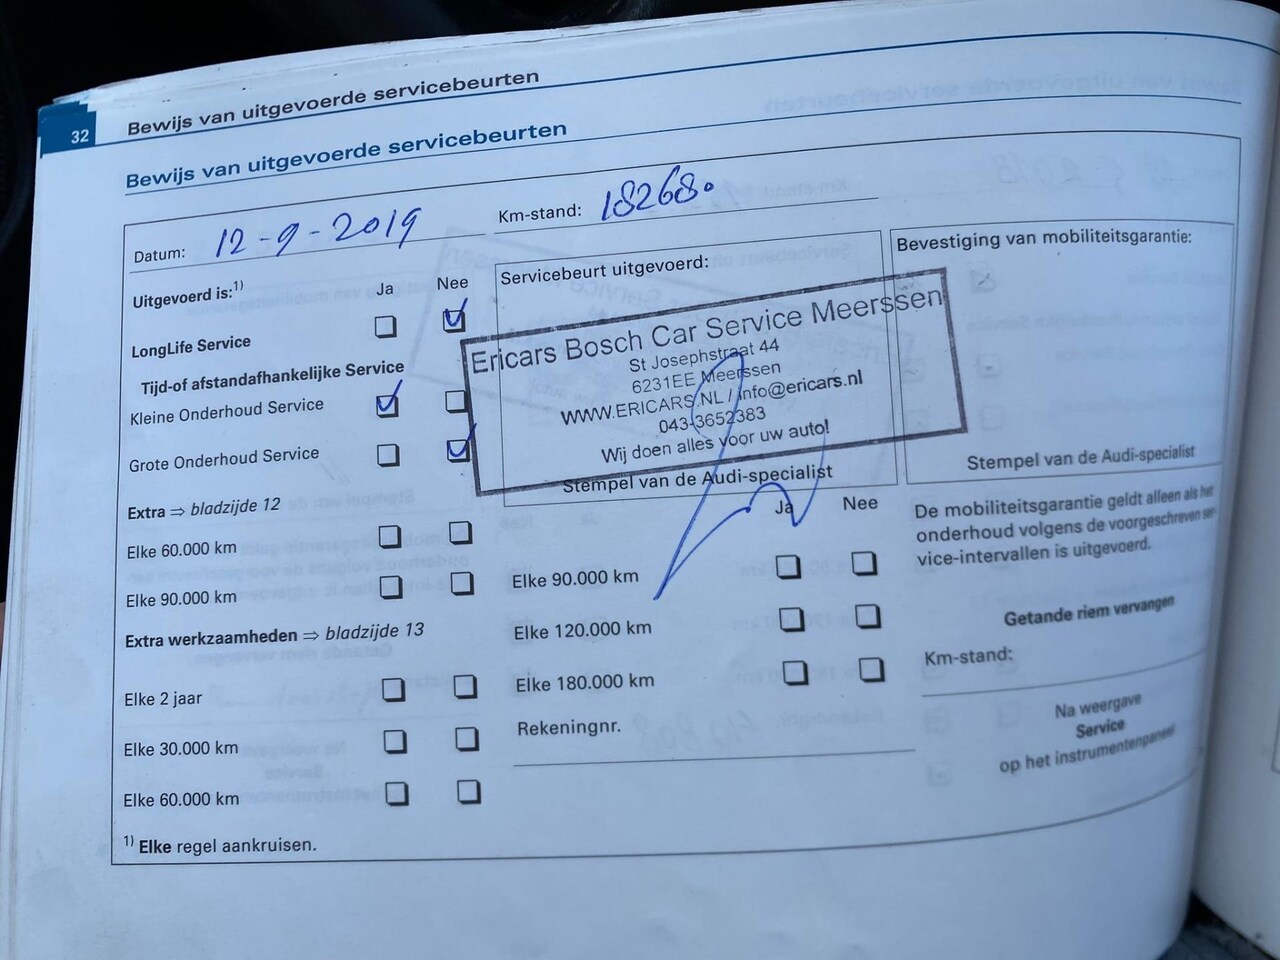 32
Bewijs van uitgevoerde servicebeurten
Bewijs van uitgevoerde servicebeurten
Datum: 12-9-2019
Km-stand: 182680
Uitgevoerd is:1)
Ja Nee
LongLife Service
Tijd-of afstandafhankelijke Service
Kleine Onderhoud Service
Grote Onderhoud Service
Extra ⇒ bladzijde 12
Elke 60.000 km
Elke 90.000 km
Extra werkzaamheden ⇒ bladzijde 13
Elke 2 jaar
Elke 30.000 km
Elke 60.000 km
1) Elke regel aankruisen.
Servicebeurt uitgevoerd:
Ericars Bosch Car Service Meerssen
St Josephstraat 44
6231EE Meerssen
WWW.ERICARS.NL / info@ericars.nl
043-3652383
Wij doen alles voor uw auto!
Stempel van de Audi-specialist
Ja Nee
Elke 90.000 km
Elke 120.000 km
Elke 180.000 km
Rekeningnr.
Bevestiging van mobiliteitsgarantie:
Stempel van de Audi-specialist
De mobiliteitsgarantie geldt alleen als het
onderhoud volgens de voorgeschreven ser-
vice-intervallen is uitgevoerd.
Getande riem vervangen
Km-stand:
Na weergave
Service
op het instrumentenpaneel